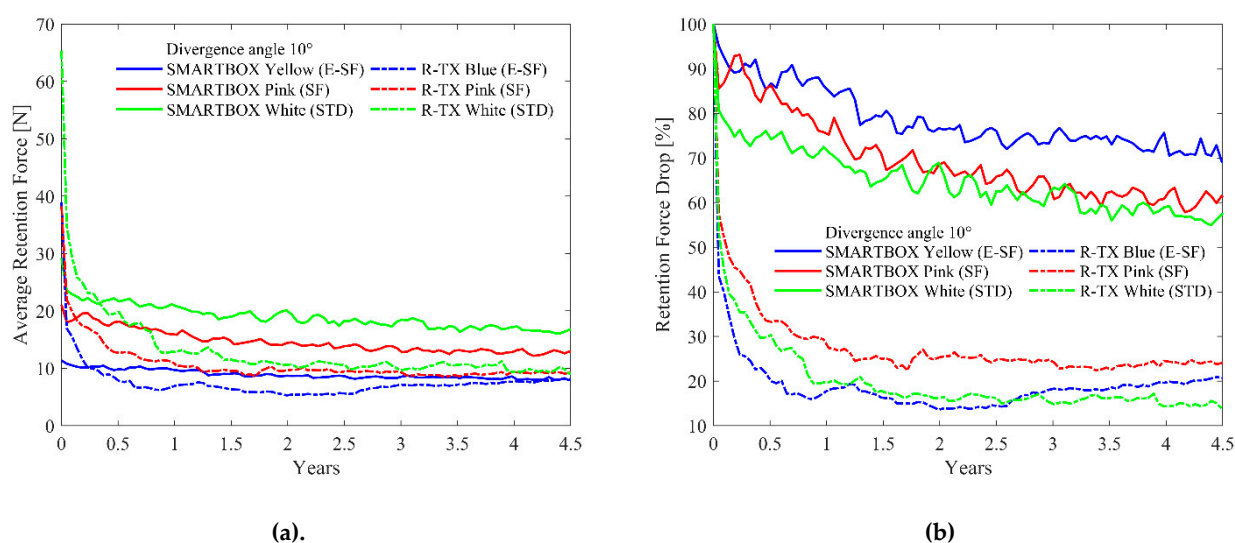 70
60
50
40
30
20
10
0
Average Retention Force [N]
Divergence angle 10°
SMARTBOX Yellow (E-SF) R-TX Blue (E-SF)
SMARTBOX Pink (SF) R-TX Pink (SF)
SMARTBOX White (STD) R-TX White (STD)
0 0.5 1 1.5 2 2.5 3 3.5 4 4.5
Years
(a).
100
90
80
70
60
50
40
30
20
10
Retention Force Drop [%]
Divergence angle 10°
SMARTBOX Yellow (E-SF) R-TX Blue (E-SF)
SMARTBOX Pink (SF) R-TX Pink (SF)
SMARTBOX White (STD) R-TX White (STD)
0 0.5 1 1.5 2 2.5 3 3.5 4 4.5
Years
(b)